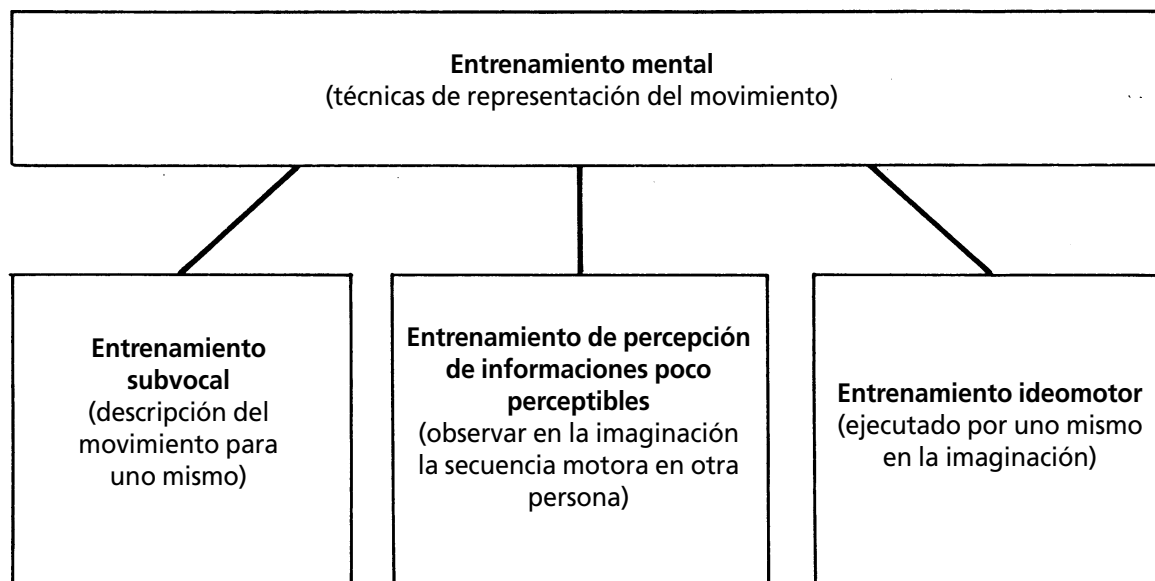 Entrenamiento mental
(técnicas de representación del movimiento)
Entrenamiento
subvocal
(descripción del
movimiento para
uno mismo)
Entrenamiento de percepción
de informaciones poco
perceptibles
(observar en la imaginación
la secuencia motora en otra
persona)
Entrenamiento ideomotor
(ejecutado por uno mismo
en la imaginación)